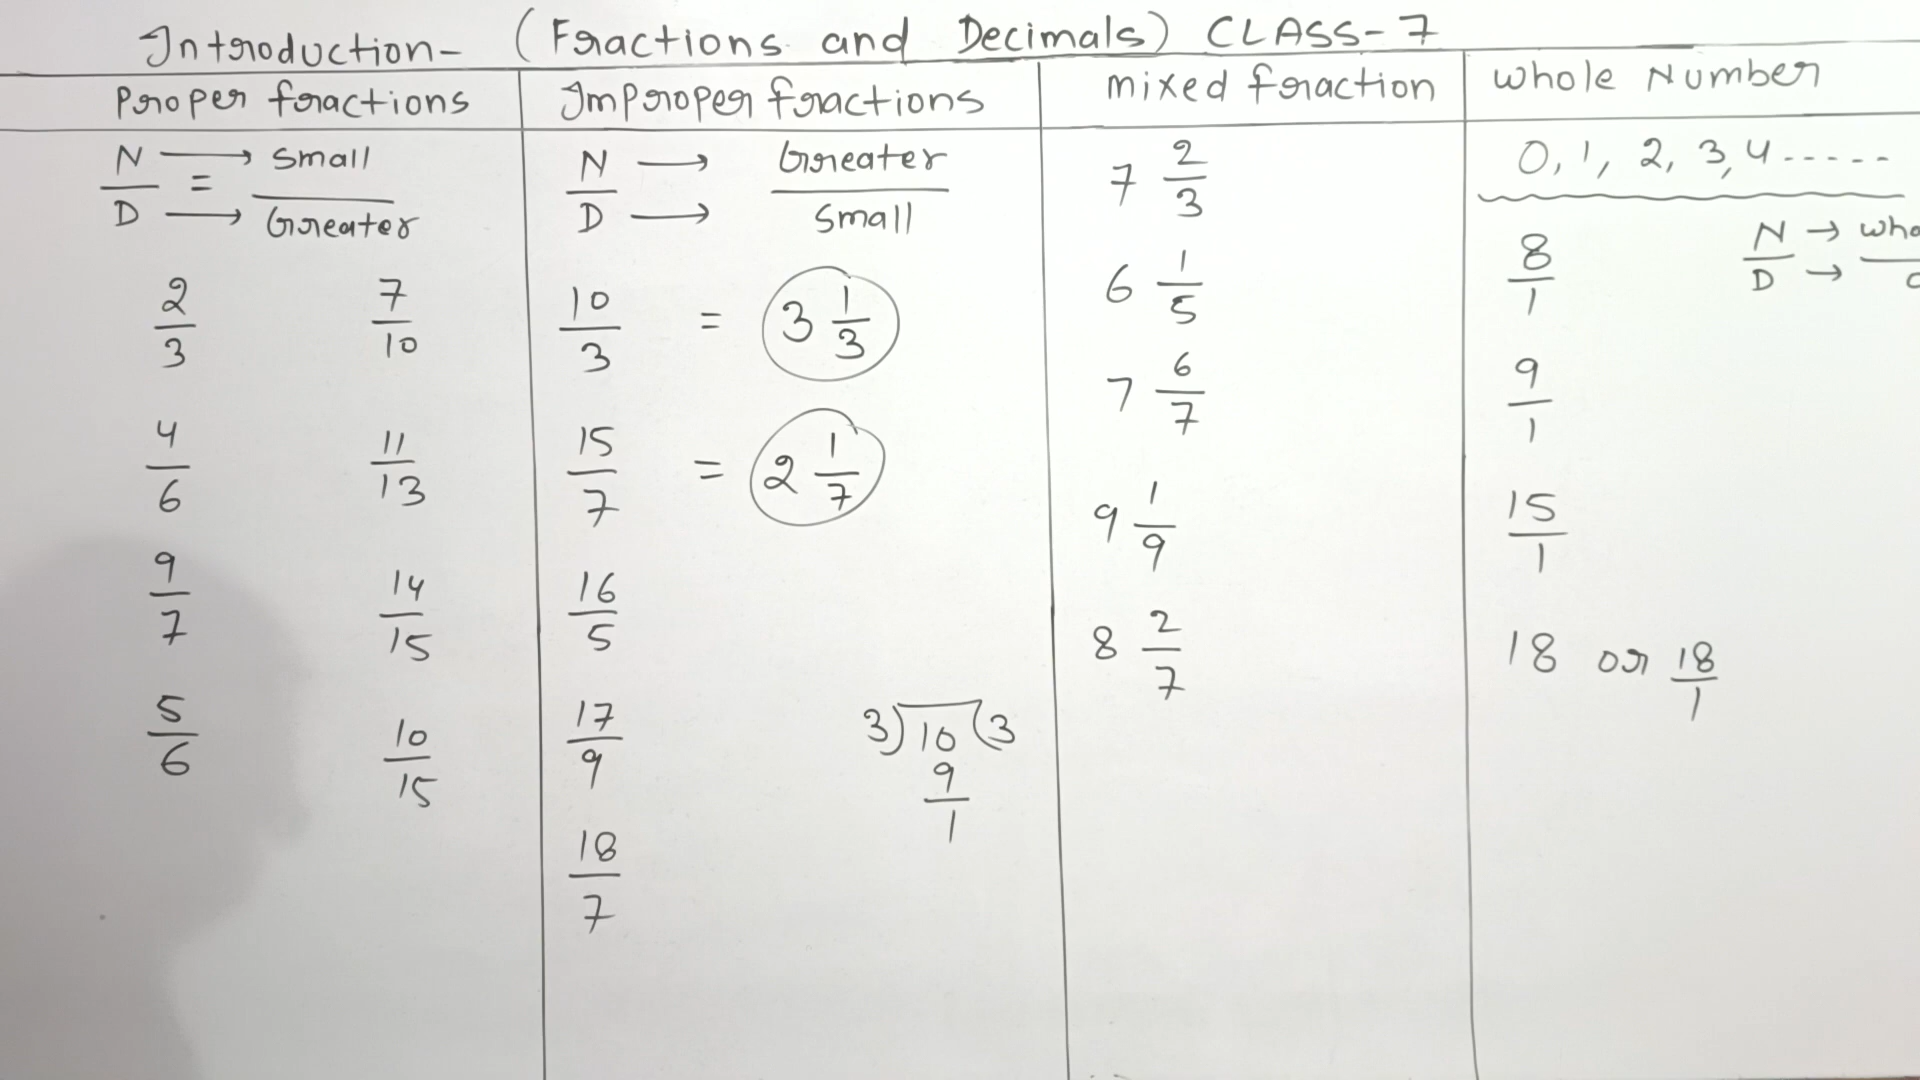 Introduction- (Fractions and Decimals) CLASS-7
Proper fractions
N/D = → small / → Greater
2/3 7/10
4/6 11/13
9/7 14/15
5/6 10/15
Improper fractions
N/D → Greater / → small
10/3 = 3 1/3
15/7 = 2 1/7
16/5
17/9
18/7
3)10(3
9
1
mixed fraction
7 2/3
6 1/5
7 6/7
9 1/9
8 2/7
whole Number
0, 1, 2, 3, 4 -----
N/D →
8/1
9/1
15/1
18 or 18/1